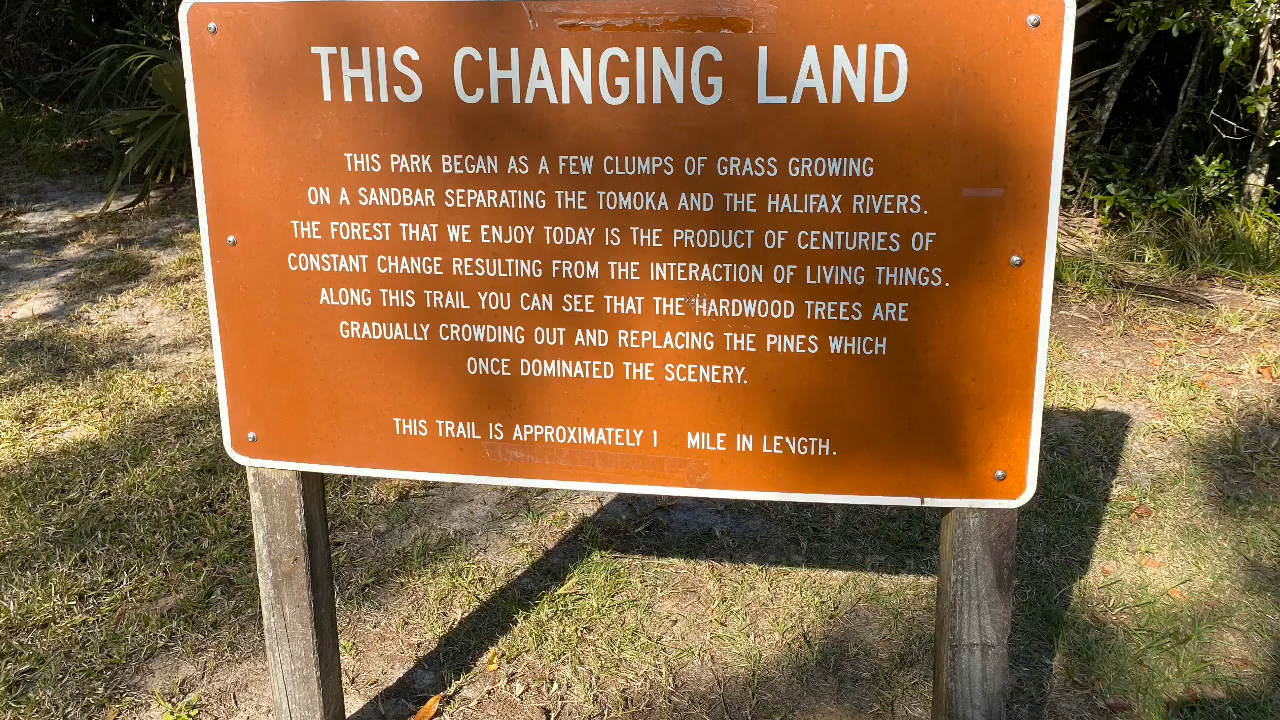 THIS CHANGING LAND
THIS PARK BEGAN AS A FEW CLUMPS OF GRASS GROWING
ON A SANDBAR SEPARATING THE TOMOKA AND THE HALIFAX RIVERS.
THE FOREST THAT WE ENJOY TODAY IS THE PRODUCT OF CENTURIES OF
CONSTANT CHANGE RESULTING FROM THE INTERACTION OF LIVING THINGS.
ALONG THIS TRAIL YOU CAN SEE THAT THE HARDWOOD TREES ARE
GRADUALLY CROWDING OUT AND REPLACING THE PINES WHICH
ONCE DOMINATED THE SCENERY.
THIS TRAIL IS APPROXIMATELY 1 MILE IN LENGTH.